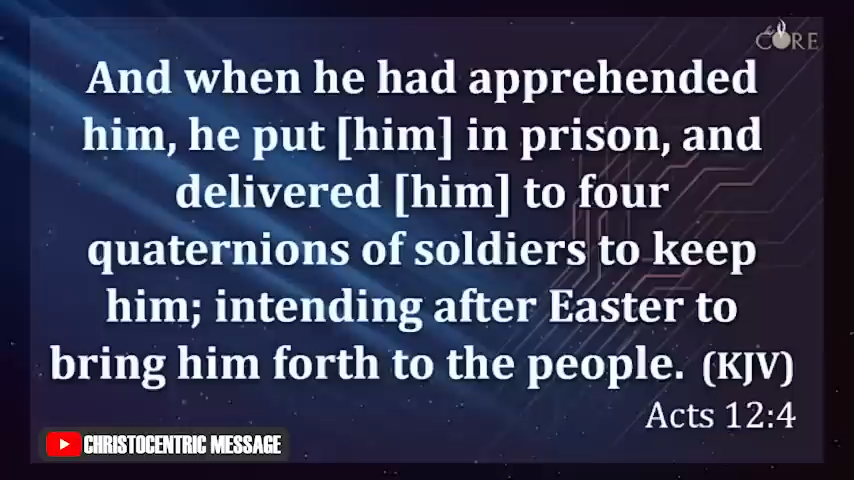 CORE
And when he had apprehended
him, he put [him] in prison, and
delivered [him] to four
quaternions of soldiers to keep
him; intending after Easter to
bring him forth to the people. (KJV)
Acts 12:4
CHRISTOCENTRIC MESSAGE